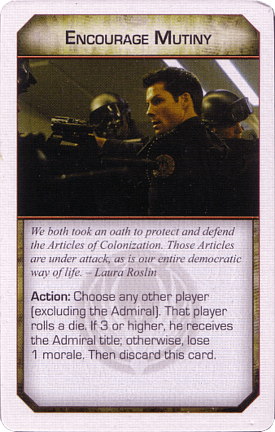 Encourage Mutiny
We both took an oath to protect and defend
the Articles of Colonization. Those Articles
are under attack, as is our entire democratic
way of life. – Laura Roslin
Action: Choose any other player
(excluding the Admiral). That player
rolls a die. If 3 or higher, he receives
the Admiral title; otherwise, lose
1 morale. Then discard this card.